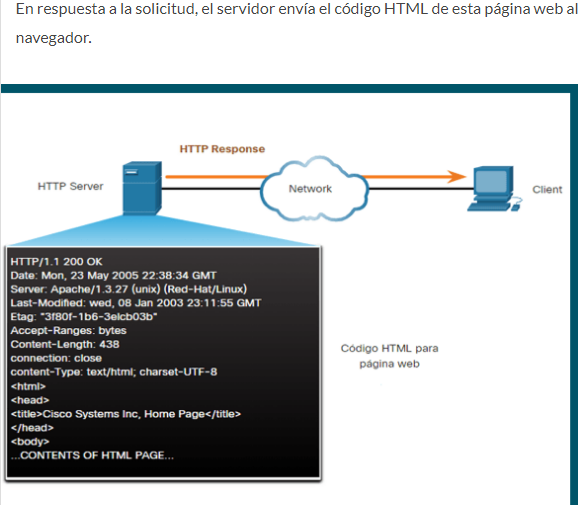 En respuesta a la solicitud, el servidor envía el código HTML de esta página web al
navegador.
HTTP Response
HTTP Server
Network
Client
HTTP/1.1 200 OK
Date: Mon, 23 May 2005 22:38:34 GMT
Server: Apache/1.3.27 (unix) (Red-Hat/Linux)
Last-Modified: wed, 08 Jan 2003 23:11:55 GMT
Etag: "3f80f-1b6-3elcb03b"
Accept-Ranges: bytes
Content-Length: 438
connection: close
content-Type: text/html; charset-UTF-8
<html>
<head>
<title>Cisco Systems Inc, Home Page</title>
</head>
<body>
...CONTENTS OF HTML PAGE...
Código HTML para
página web